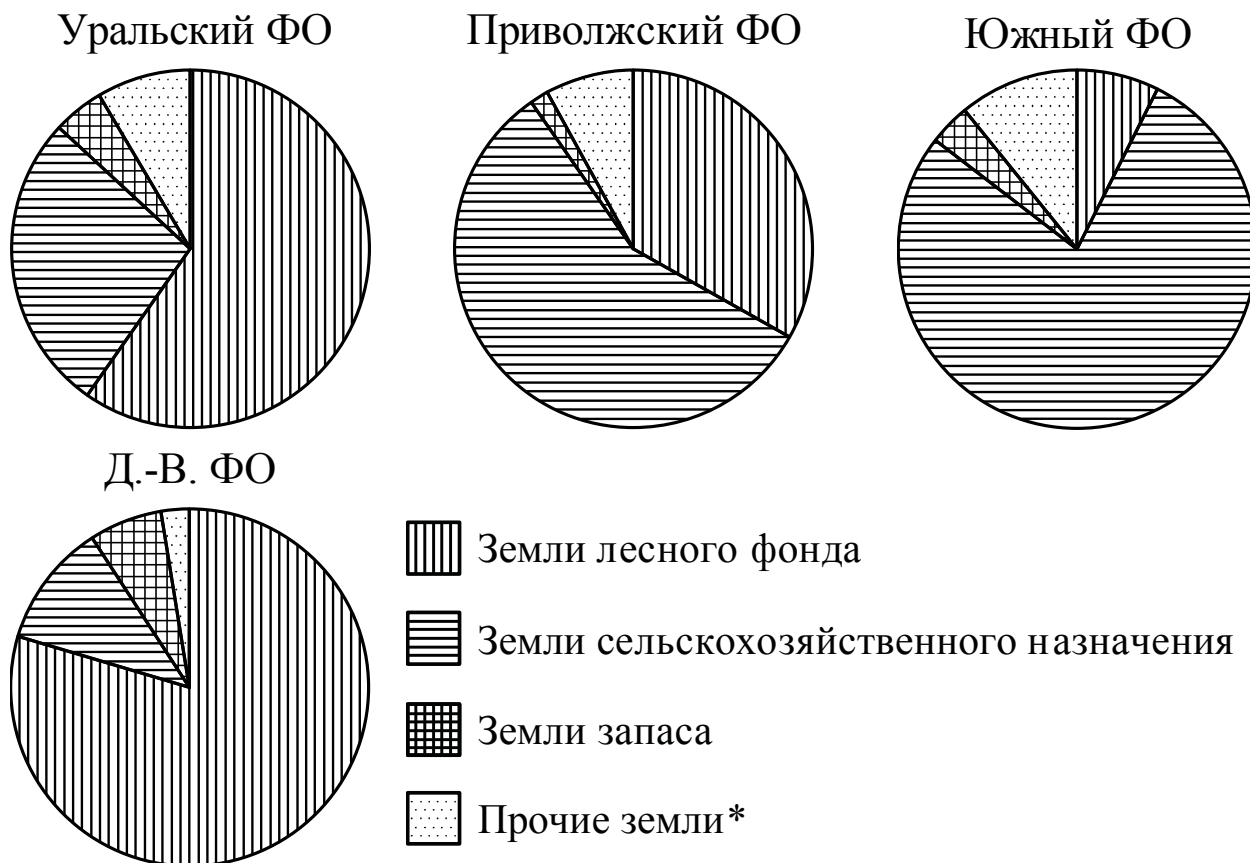 Уральский ФО
Приволжский ФО
Южный ФО
Д.-В. ФО
Земли лесного фонда
Земли сельскохозяйственного назначения
Земли запаса
Прочие земли*